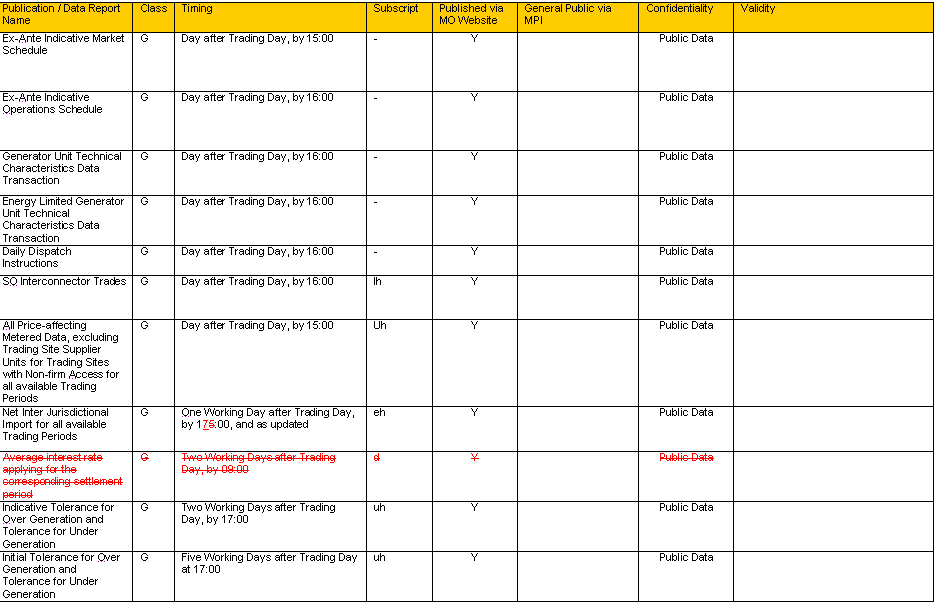 Publication / Data Report Name Class Timing Subscript Published via MO Website General Public via MPI Confidentiality Validity
Ex-Ante Indicative Market G Day after Trading Day, by 15:00 - Y Public Data
Schedule
Ex-Ante Indicative G Day after Trading Day, by 16:00 - Y Public Data
Operations Schedule
Generator Unit Technical G Day after Trading Day, by 16:00 - Y Public Data
Characteristics Data
Transaction
Energy Limited Generator G Day after Trading Day, by 16:00 - Y Public Data
Unit Technical
Characteristics Data
Transaction
Daily Dispatch G Day after Trading Day, by 16:00 - Y Public Data
Instructions
SO Interconnector Trades G Day after Trading Day, by 16:00 Ih Y Public Data
All Price-affecting G Day after Trading Day, by 15:00 Uh Y Public Data
Metered Data, excluding
Trading Site Supplier
Units for Trading Sites
with Non-firm Access for
all available Trading
Periods
Net Inter Jurisdictional G One Working Day after Trading Day, eh Y Public Data
Import for all available by 175:00, and as updated
Trading Periods
Average interest rate G Two Working Days after Trading d Y Public Data
applying for the Day, by 09:00
corresponding settlement
period
Indicative Tolerance for G Two Working Days after Trading uh Y Public Data
Over Generation and Day, by 17:00
Tolerance for Under
Generation
Initial Tolerance for Over G Five Working Days after Trading Day uh Y Public Data
Generation and at 17:00
Tolerance for Under
Generation